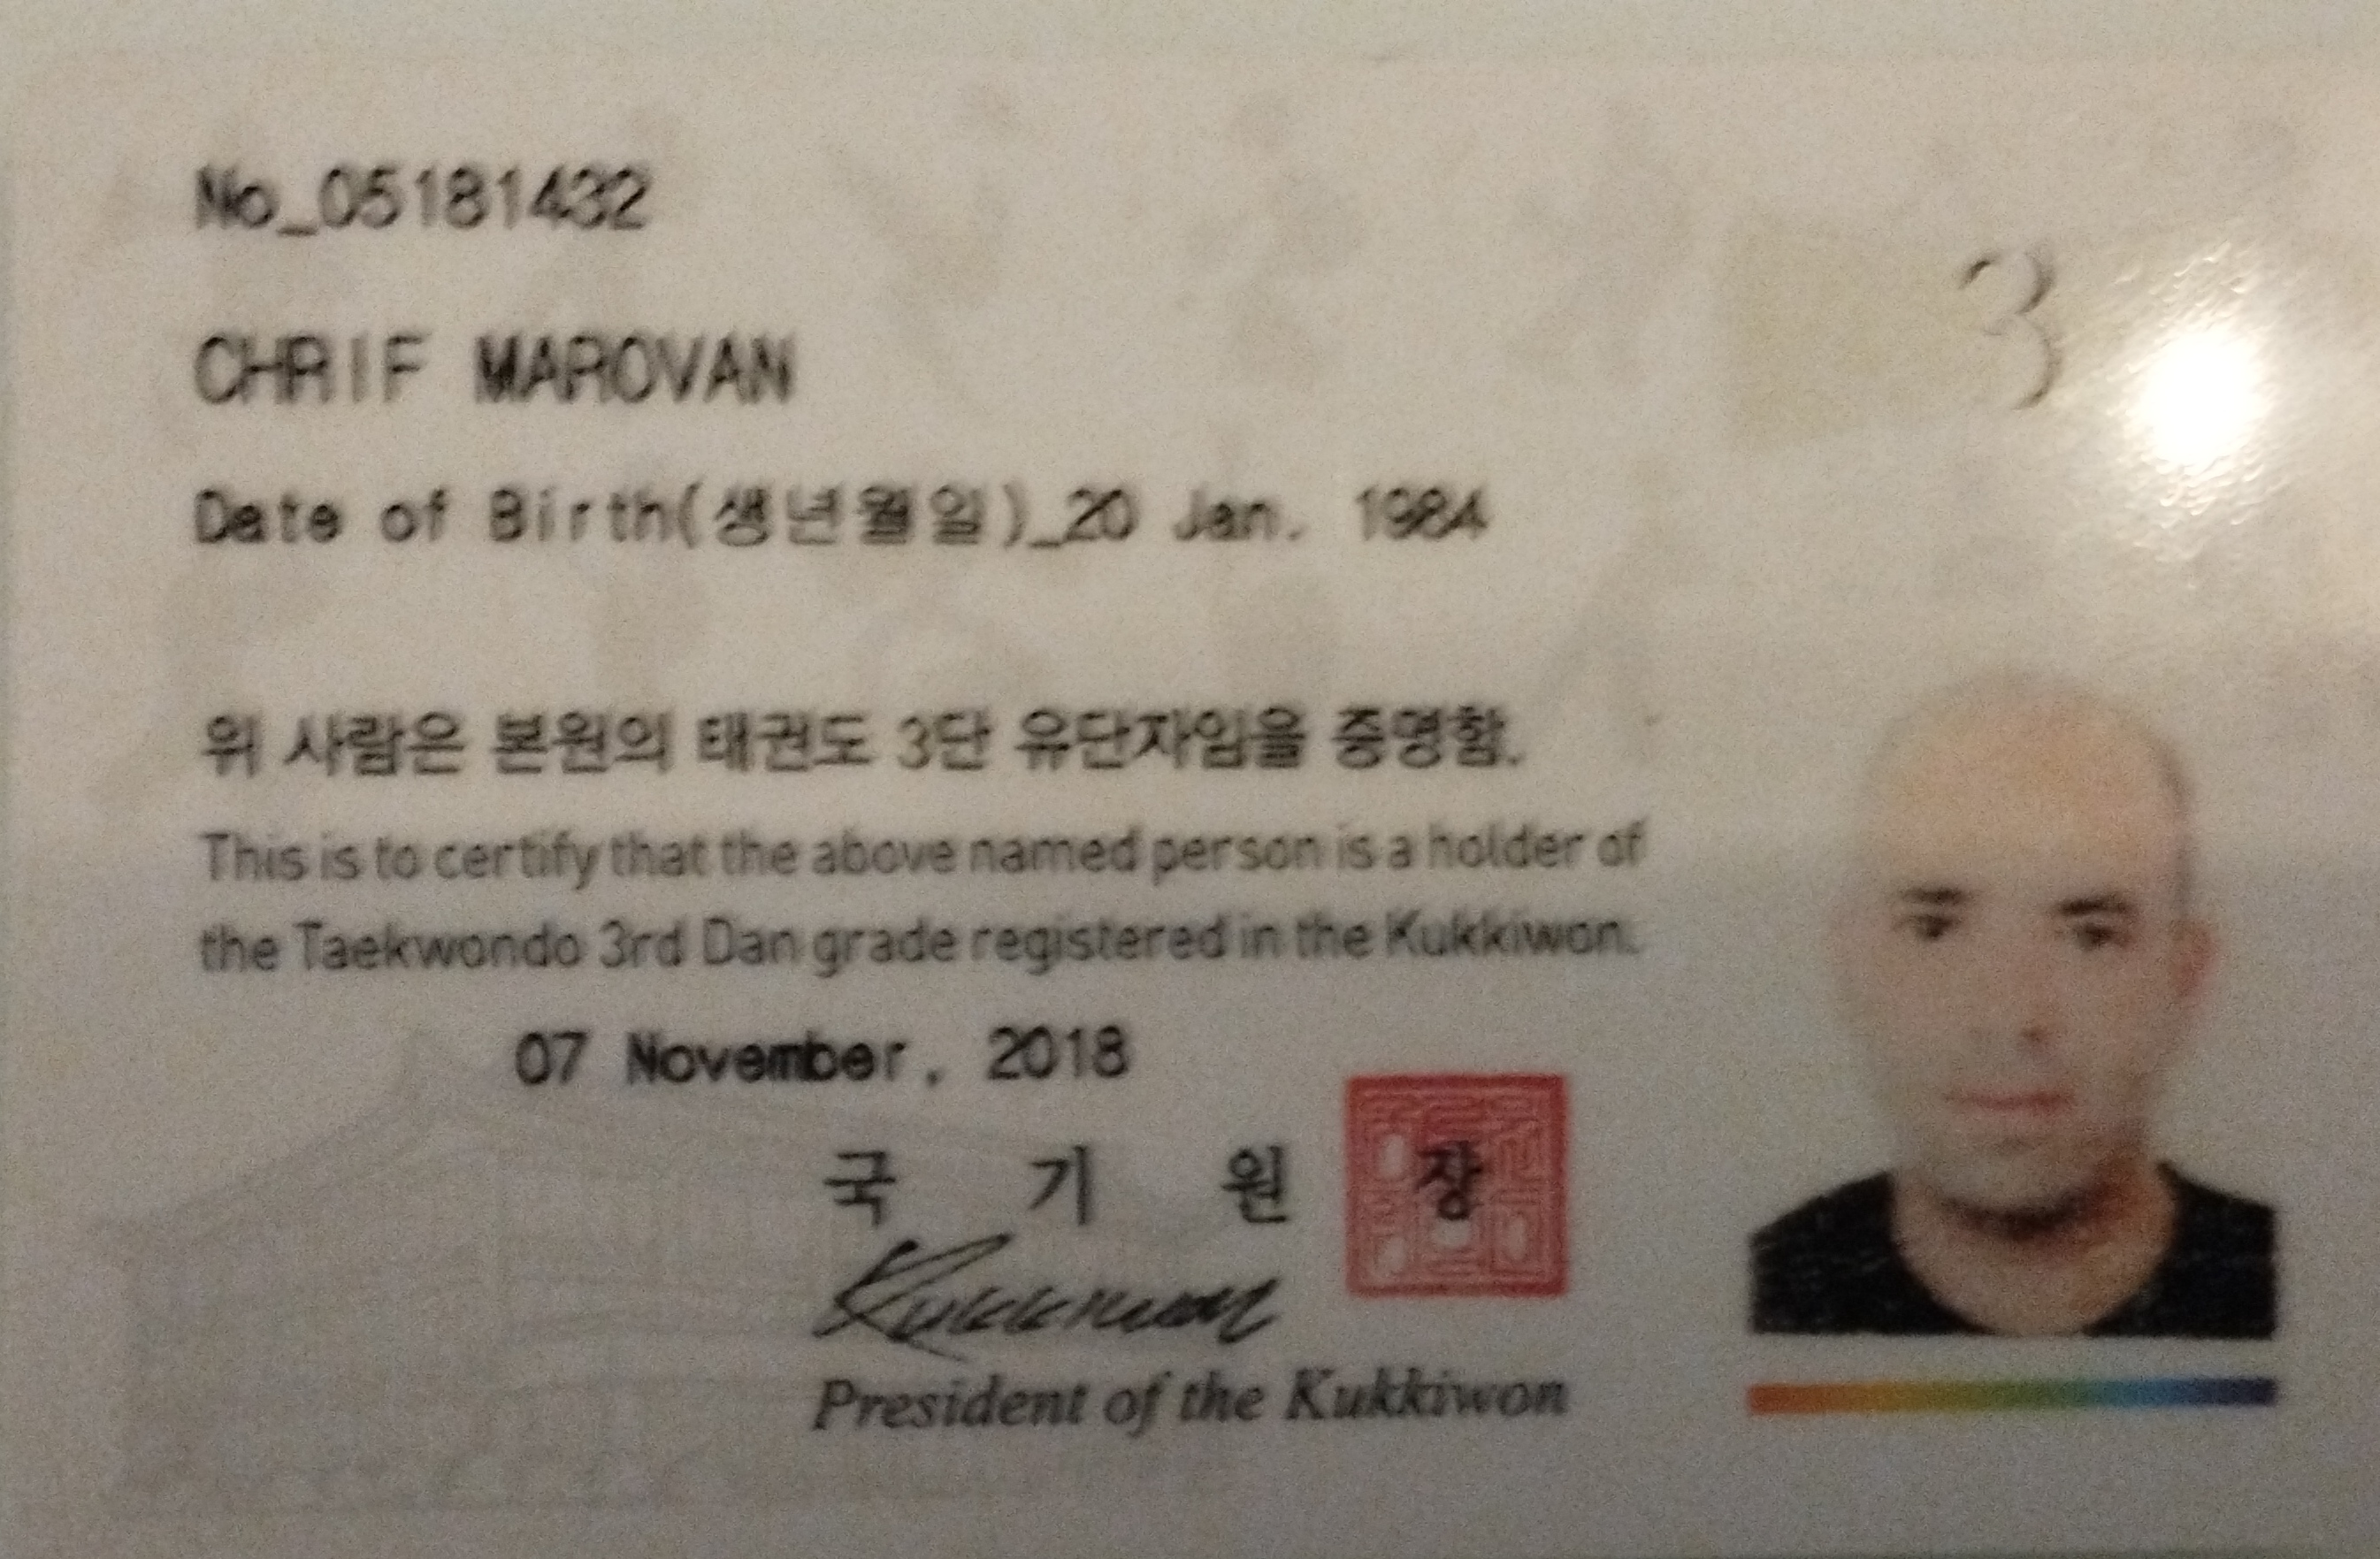 No_05181432
3
CHRIF MAROVAN
Date of Birth(생년월일)_20 Jan. 1984
위 사람은 본원의 태권도 3단 유단자임을 증명함.
This is to certify that the above named person is a holder of
the Taekwondo 3rd Dan grade registered in the Kukkiwon.
07 November, 2018
국 기 원 장
Kukkiwon
President of the Kukkiwon